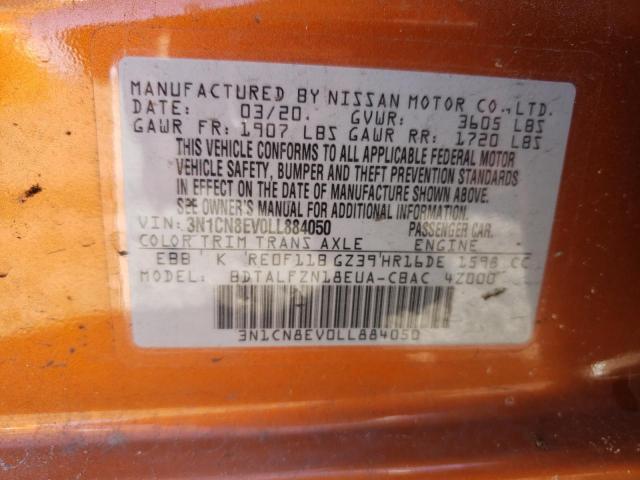 MANUFACTURED BY NISSAN MOTOR CO., LTD.
DATE: 03/20. GVWR: 3605 LBS
GAWR FR: 1907 LBS GAWR RR: 1720 LBS
THIS VEHICLE CONFORMS TO ALL APPLICABLE FEDERAL MOTOR
VEHICLE SAFETY, BUMPER AND THEFT PREVENTION STANDARDS
IN EFFECT ON THE DATE OF MANUFACTURE SHOWN ABOVE.
SEE OWNER'S MANUAL FOR ADDITIONAL INFORMATION.
VIN: 3N1CN8EV0LL884050 PASSENGER CAR.
COLOR TRIM TRANS AXLE ENGINE
EBB K RE0F11B GZ39 HR16DE 1598 CC
MODEL: BDTALFZN18EUA-CBAC 4Z000
3N1CN8EV0LL884050